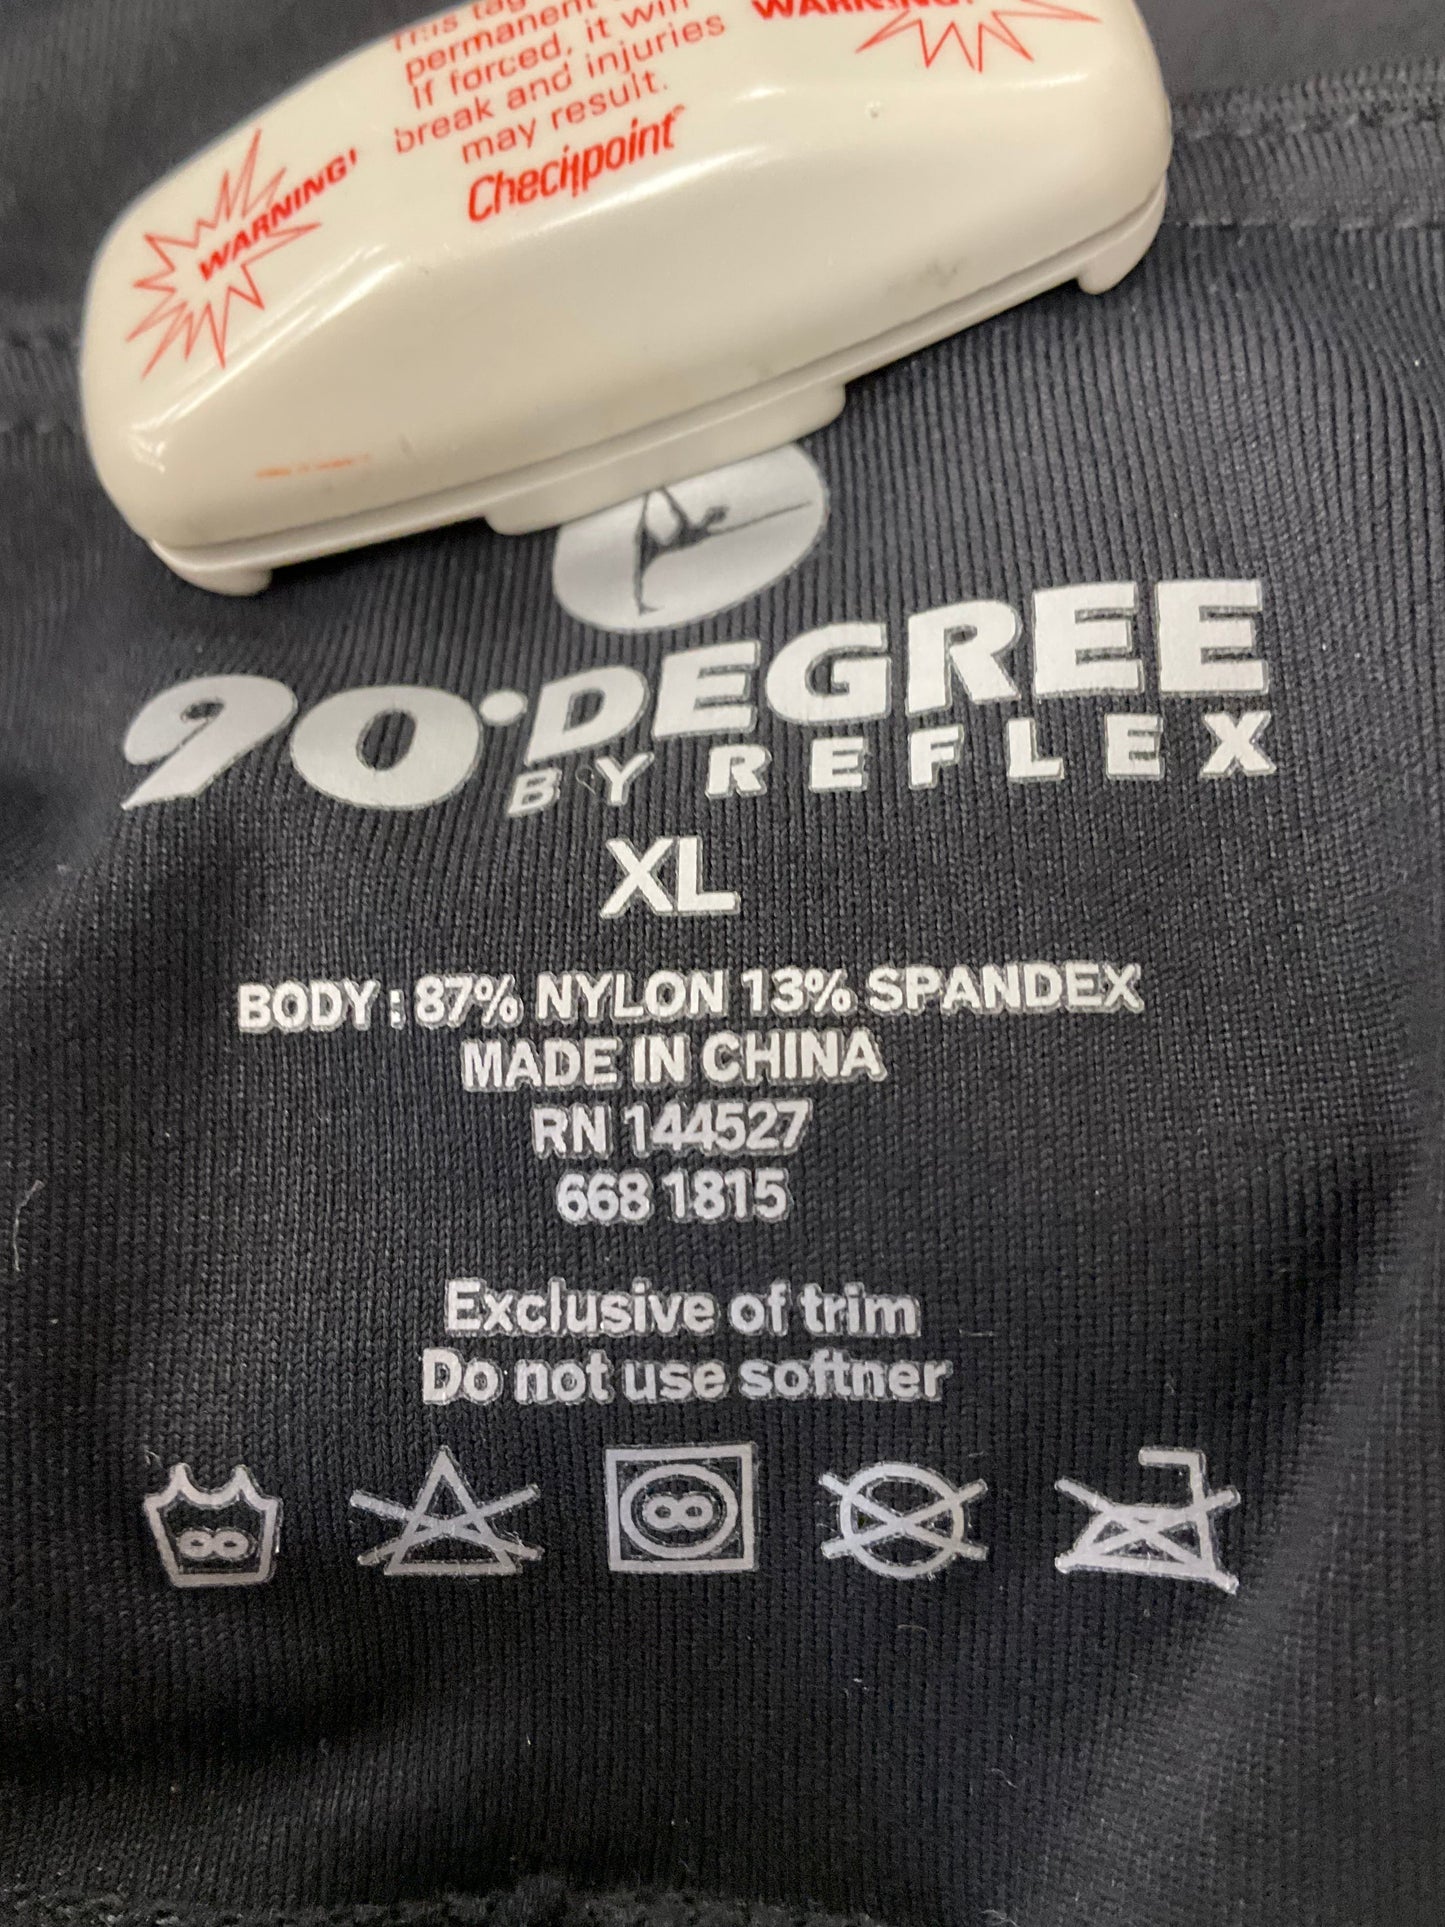 This tag
permanent
If forced, it will
break and injuries
may result.
Checkpoint
WARNING!
WARNING!
90°DEGREE
BY REFLEX
XL
BODY : 87% NYLON 13% SPANDEX
MADE IN CHINA
RN 144527
668 1815
Exclusive of trim
Do not use softner